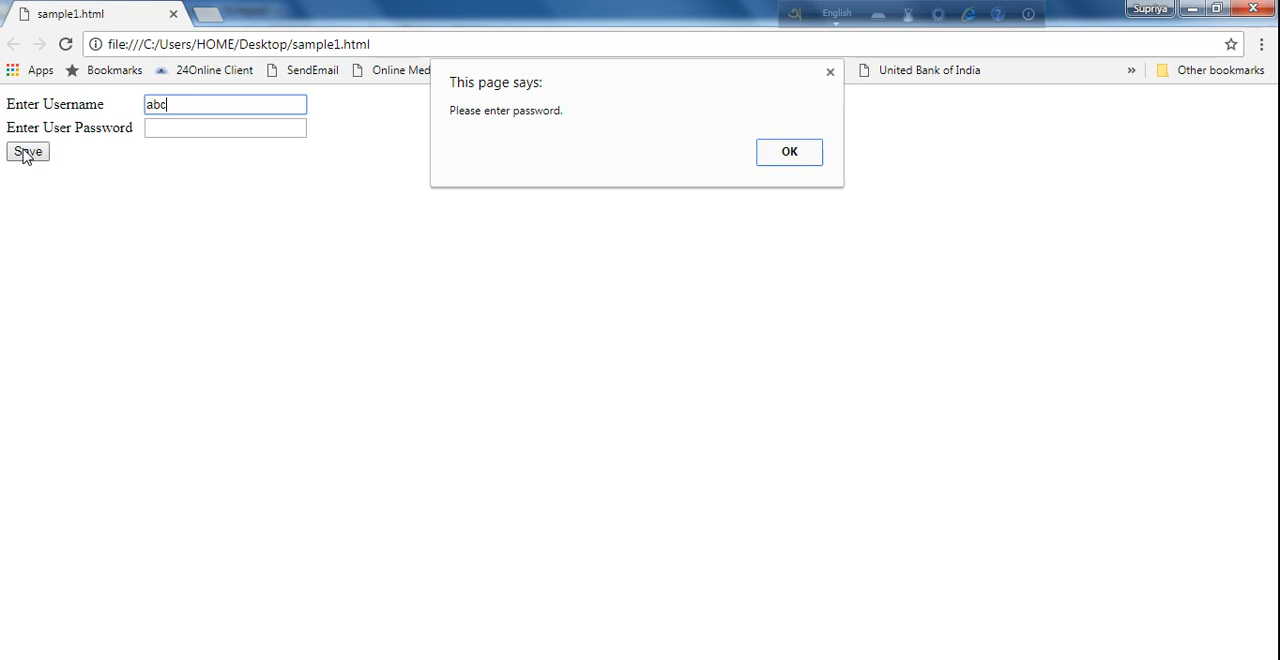 sample1.html
English
Supriya
file:///C:/Users/HOME/Desktop/sample1.html
Apps Bookmarks 24Online Client SendEmail Online Med United Bank of India » Other bookmarks
This page says:
Please enter password.
OK
Enter Username abc
Enter User Password
Save